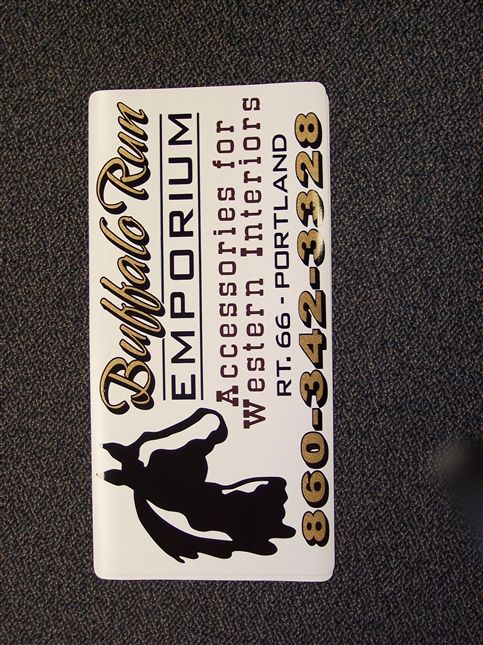 Buffalo Run
EMPORIUM
Accessories for
Western Interiors
RT. 66 - PORTLAND
860-342-3328